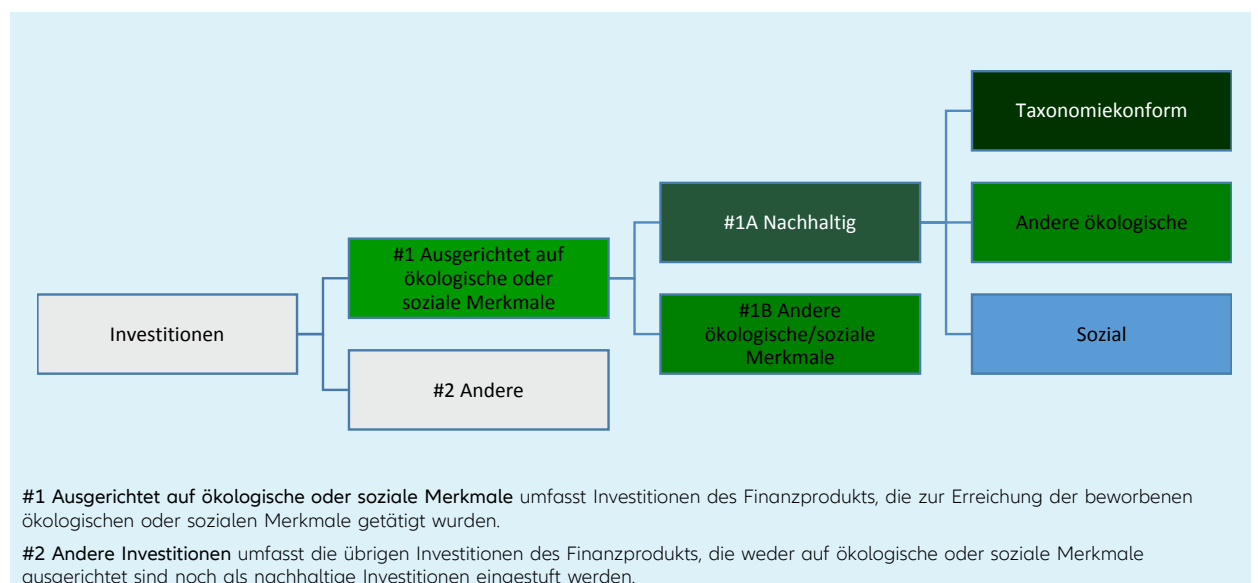 Taxonomiekonform
#1A Nachhaltig
Andere ökologische
#1 Ausgerichtet auf
ökologische oder
soziale Merkmale
Investitionen
#1B Andere
ökologische/soziale
Merkmale
Sozial
#2 Andere
#1 Ausgerichtet auf ökologische oder soziale Merkmale umfasst Investitionen des Finanzprodukts, die zur Erreichung der beworbenen
ökologischen oder sozialen Merkmale getätigt wurden.
#2 Andere Investitionen umfasst die übrigen Investitionen des Finanzprodukts, die weder auf ökologische oder soziale Merkmale
ausgerichtet sind noch als nachhaltige Investitionen eingestuft werden.